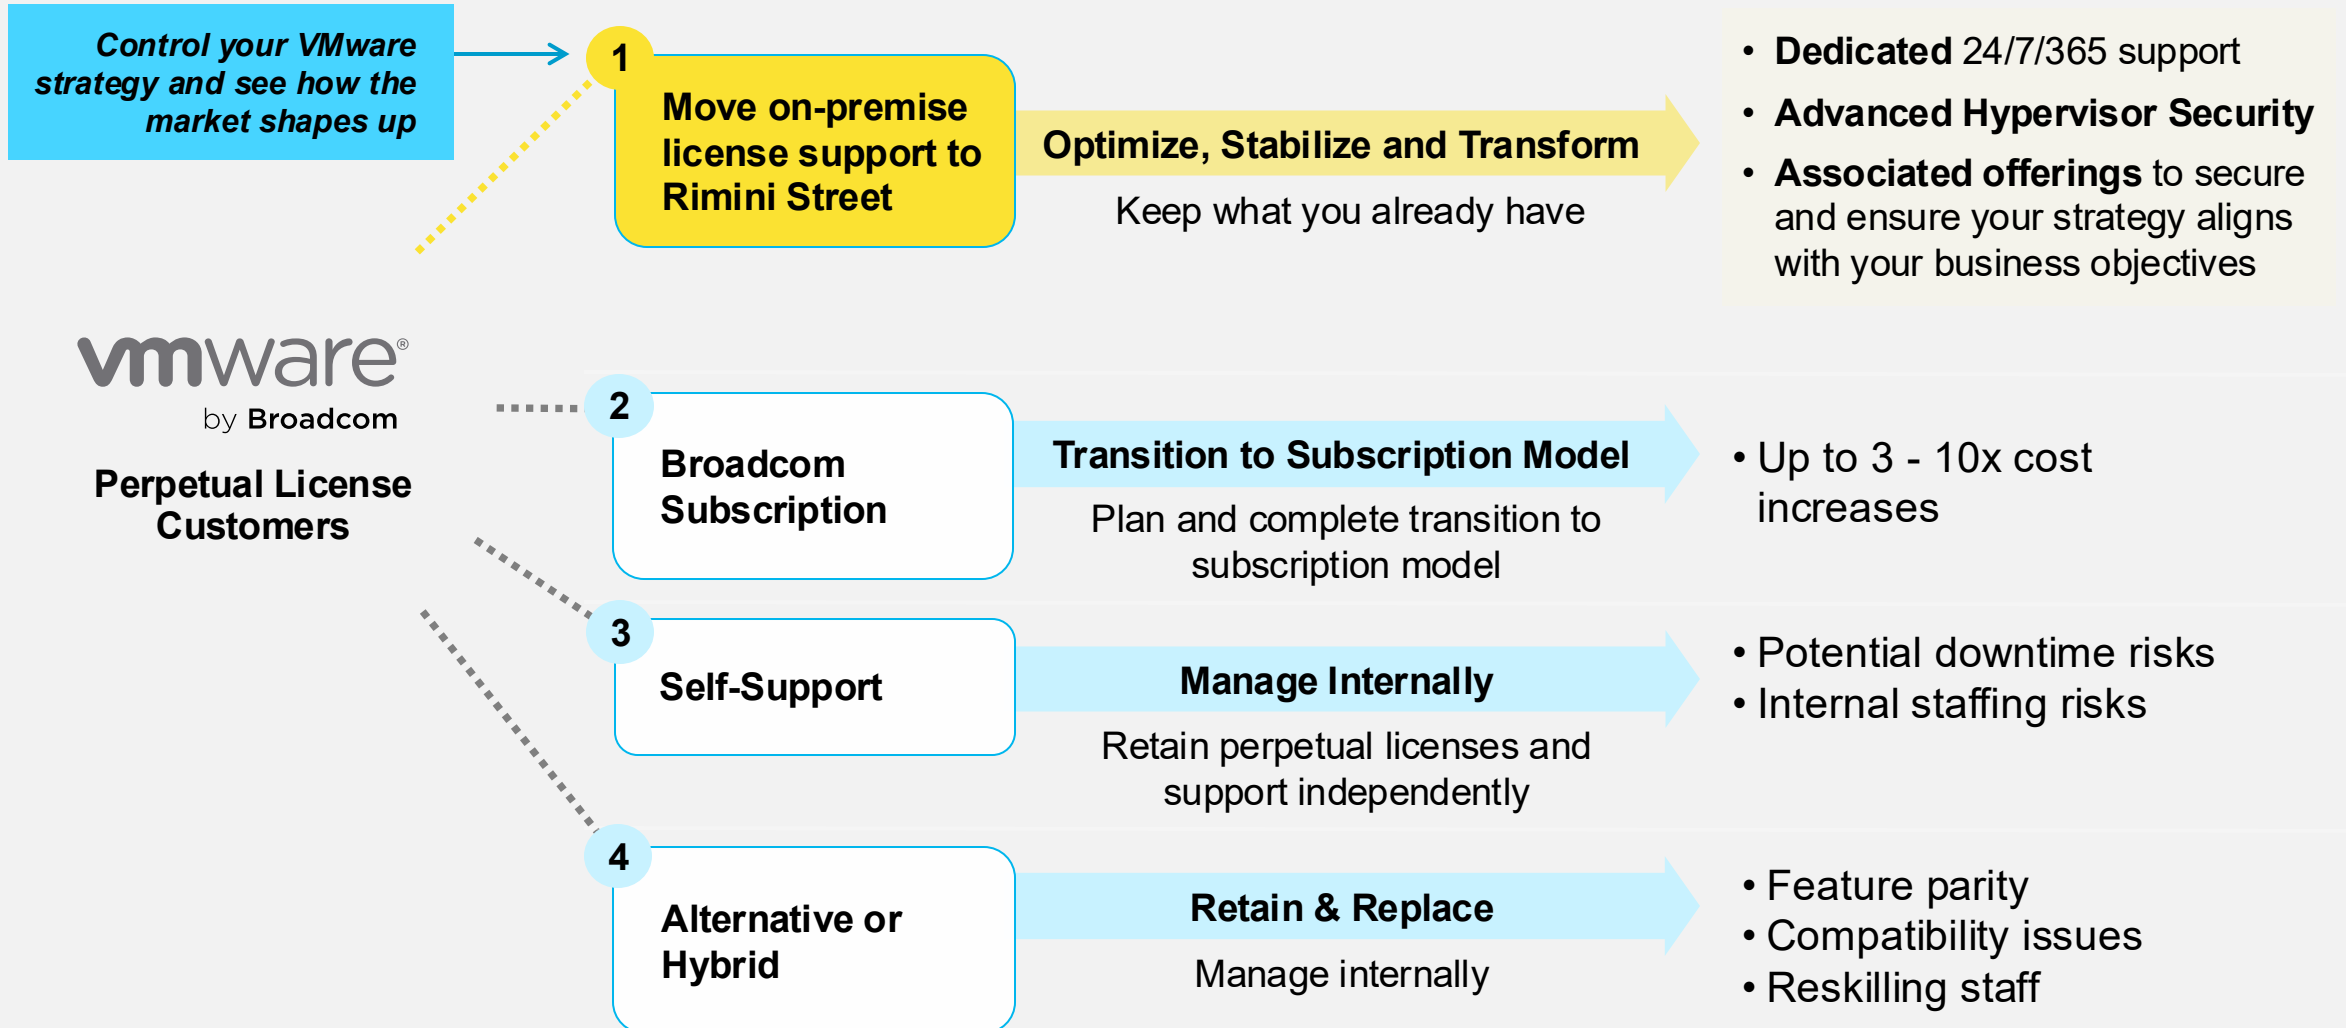 Control your VMware
strategy and see how the
market shapes up
1
Move on-premise
license support to
Rimini Street
Optimize, Stabilize and Transform
Keep what you already have
• Dedicated 24/7/365 support
• Advanced Hypervisor Security
• Associated offerings to secure
and ensure your strategy aligns
with your business objectives
vmware®
by Broadcom
Perpetual License
Customers
2
Broadcom
Subscription
Transition to Subscription Model
Plan and complete transition to
subscription model
• Up to 3 - 10x cost
increases
3
Self-Support
Manage Internally
Retain perpetual licenses and
support independently
• Potential downtime risks
• Internal staffing risks
4
Alternative or
Hybrid
Retain & Replace
Manage internally
• Feature parity
• Compatibility issues
• Reskilling staff